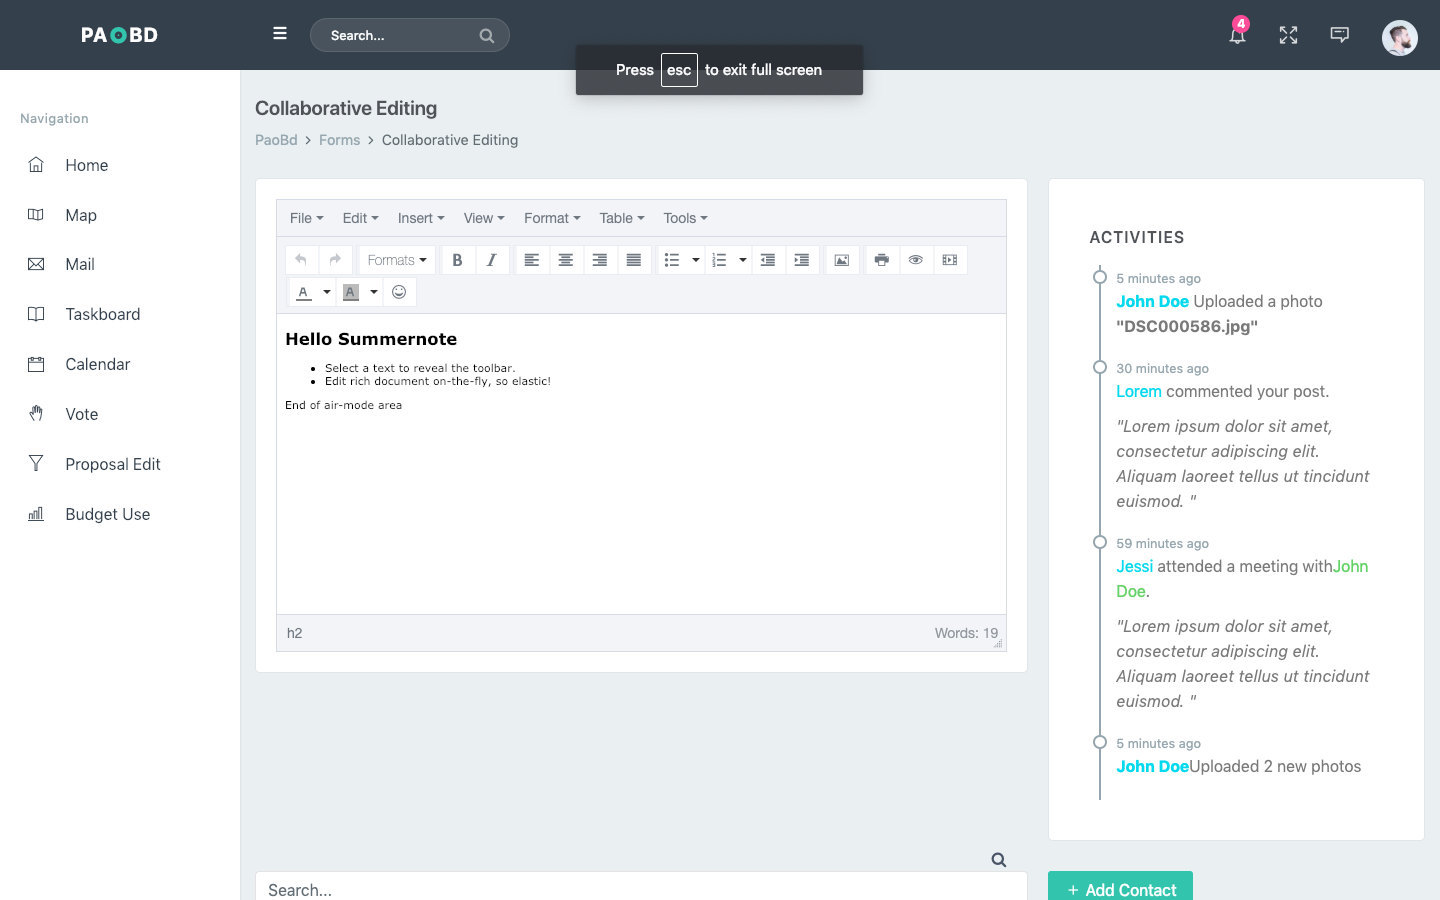 PAOBD
Search...
4
Press esc to exit full screen
Navigation
Home
Map
Mail
Taskboard
Calendar
Vote
Proposal Edit
Budget Use
Collaborative Editing
PaoBd > Forms > Collaborative Editing
File Edit Insert View Format Table Tools
Formats B I
A A
Hello Summernote
• Select a text to reveal the toolbar.
• Edit rich document on-the-fly, so elastic!
End of air-mode area
h2 Words: 19
Search...
ACTIVITIES
5 minutes ago
John Doe Uploaded a photo
"DSC000586.jpg"
30 minutes ago
Lorem commented your post.
"Lorem ipsum dolor sit amet,
consectetur adipiscing elit.
Aliquam laoreet tellus ut tincidunt
euismod. "
59 minutes ago
Jessi attended a meeting withJohn
Doe.
"Lorem ipsum dolor sit amet,
consectetur adipiscing elit.
Aliquam laoreet tellus ut tincidunt
euismod. "
5 minutes ago
John DoeUploaded 2 new photos
+ Add Contact